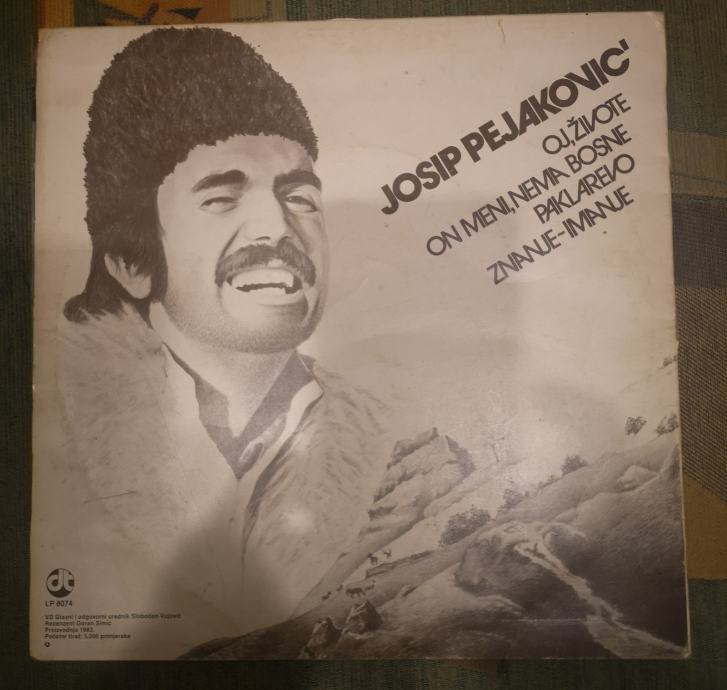 JOSIP PEJAKOVIĆ
OJ, ŽIVOTE
ON MENI, NEMA BOSNE
PAKLAREVO
ZNANJE-IMANJE
dt
LP 8074
VD Glavni i odgovorni urednik Slobodan Vujović
Recenzent Goran Simić
Proizvodnja 1983.
Početni tiraž: 5.000 primjeraka